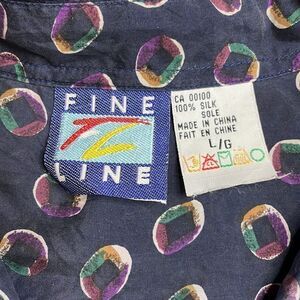 FINE
LINE
CA 00100
100% SILK
SOIE
MADE IN CHINA
FAIT EN CHINE
L/G